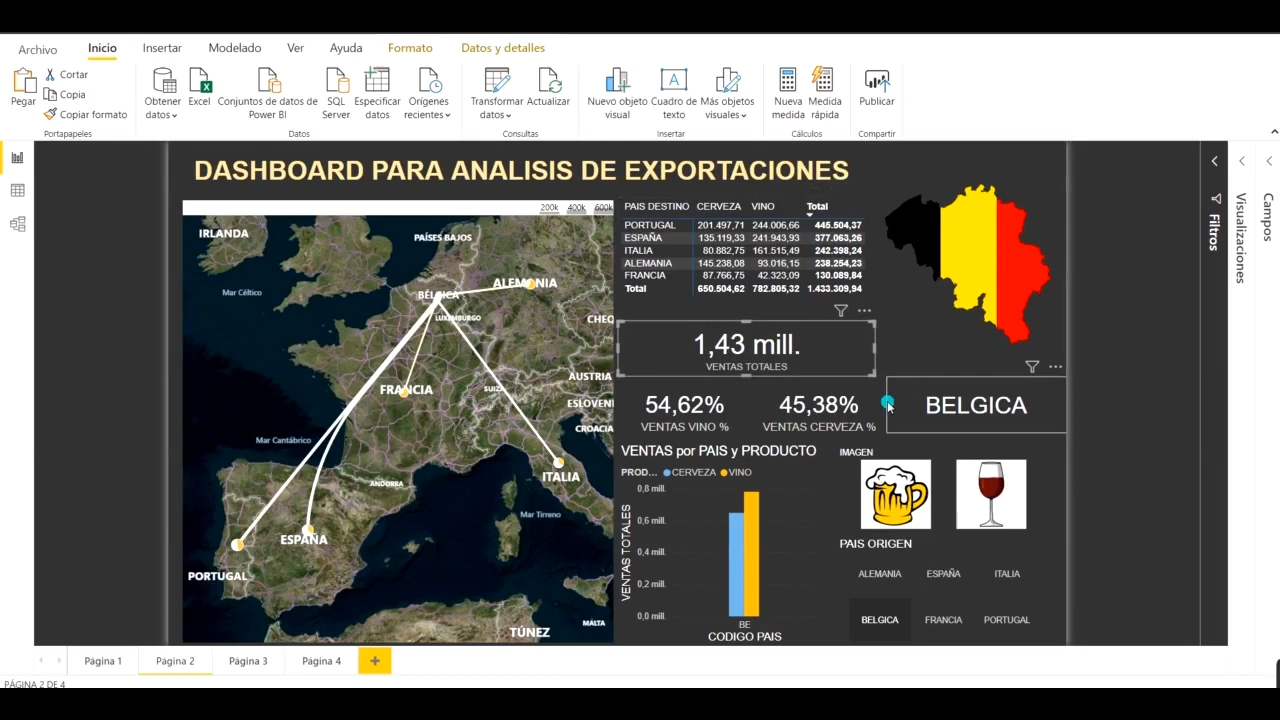 Archivo Inicio Insertar Modelado Ver Ayuda Formato Datos y detalles
Pegar
Cortar
Copia
Copiar formato
Portapapeles
Obtener datos
Excel
Conjuntos de datos de Power BI
SQL Server
Especificar datos
Orígenes recientes
Datos
Transformar datos
Actualizar
Consultas
Nuevo objeto visual
Cuadro de texto
Más objetos visuales
Insertar
Nueva medida
Medida rápida
Cálculos
Publicar
Compartir
DASHBOARD PARA ANALISIS DE EXPORTACIONES
200k 400k 600k
IRLANDA
PAÍSES BAJOS
Mar Céltico
ALEMANIA
BÉLGICA
LUXEMBURGO
CHEQ
FRANCIA
SUIZA
AUSTRIA
ESLOVENI
CROACIA
Mar Cantábrico
ANDORRA
ITALIA
Mar Tirreno
ESPAÑA
PORTUGAL
MALTA
TÚNEZ
PAIS DESTINO CERVEZA VINO Total
PORTUGAL 201.497,71 244.006,66 445.504,37
ESPAÑA 135.119,33 241.943,93 377.063,26
ITALIA 80.882,75 161.515,49 242.398,24
ALEMANIA 145.238,08 93.016,15 238.254,23
FRANCIA 87.766,75 42.323,09 130.089,84
Total 650.504,62 782.805,32 1.433.309,94
1,43 mill.
VENTAS TOTALES
54,62%
VENTAS VINO %
45,38%
VENTAS CERVEZA %
BELGICA
VENTAS por PAIS y PRODUCTO
PROD... CERVEZA VINO
VENTAS TOTALES
0,8 mill.
0,6 mill.
0,4 mill.
0,2 mill.
0,0 mill.
BE
CODIGO PAIS
IMAGEN
PAIS ORIGEN
ALEMANIA ESPAÑA ITALIA
BELGICA FRANCIA PORTUGAL
Filtros
Visualizaciones
Campos
Página 1 Página 2 Página 3 Página 4
PÁGINA 2 DE 4